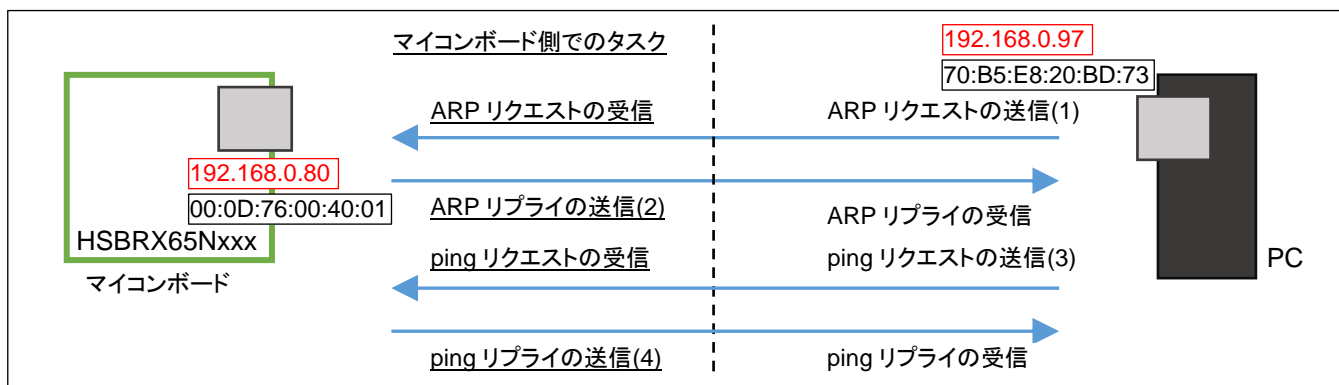 マイコンボード側でのタスク
192.168.0.97
70:B5:E8:20:BD:73
ARP リクエストの受信
ARP リクエストの送信(1)
192.168.0.80
00:0D:76:00:40:01
ARP リプライの送信(2)
ARP リプライの受信
HSBRX65Nxxx
ping リクエストの受信
ping リクエストの送信(3)
PC
マイコンボード
ping リプライの送信(4)
ping リプライの受信